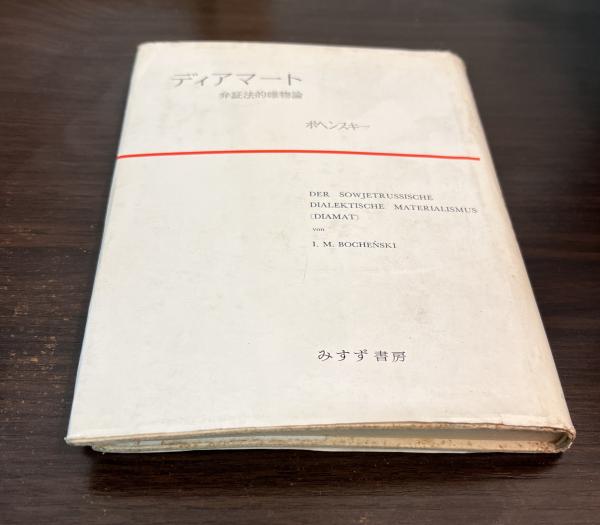 ディアマート
弁証法的唯物論
ボヘンスキー
DER SOWJETRUSSISCHE
DIALEKTISCHE MATERIALISMUS
(DIAMAT)
von
I. M. BOCHEŃSKI
みすず書房